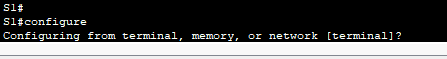 S1#
S1#configure
Configuring from terminal, memory, or network [terminal]?